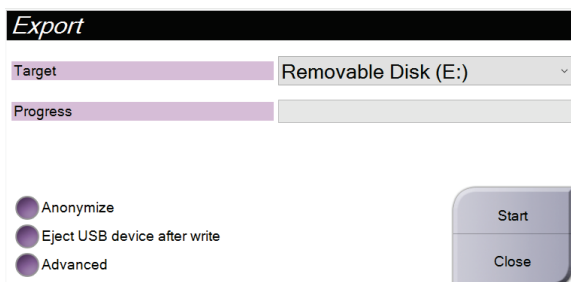 Export
Target
Removable Disk (E:)
Progress
Anonymize
Eject USB device after write
Advanced
Start
Close